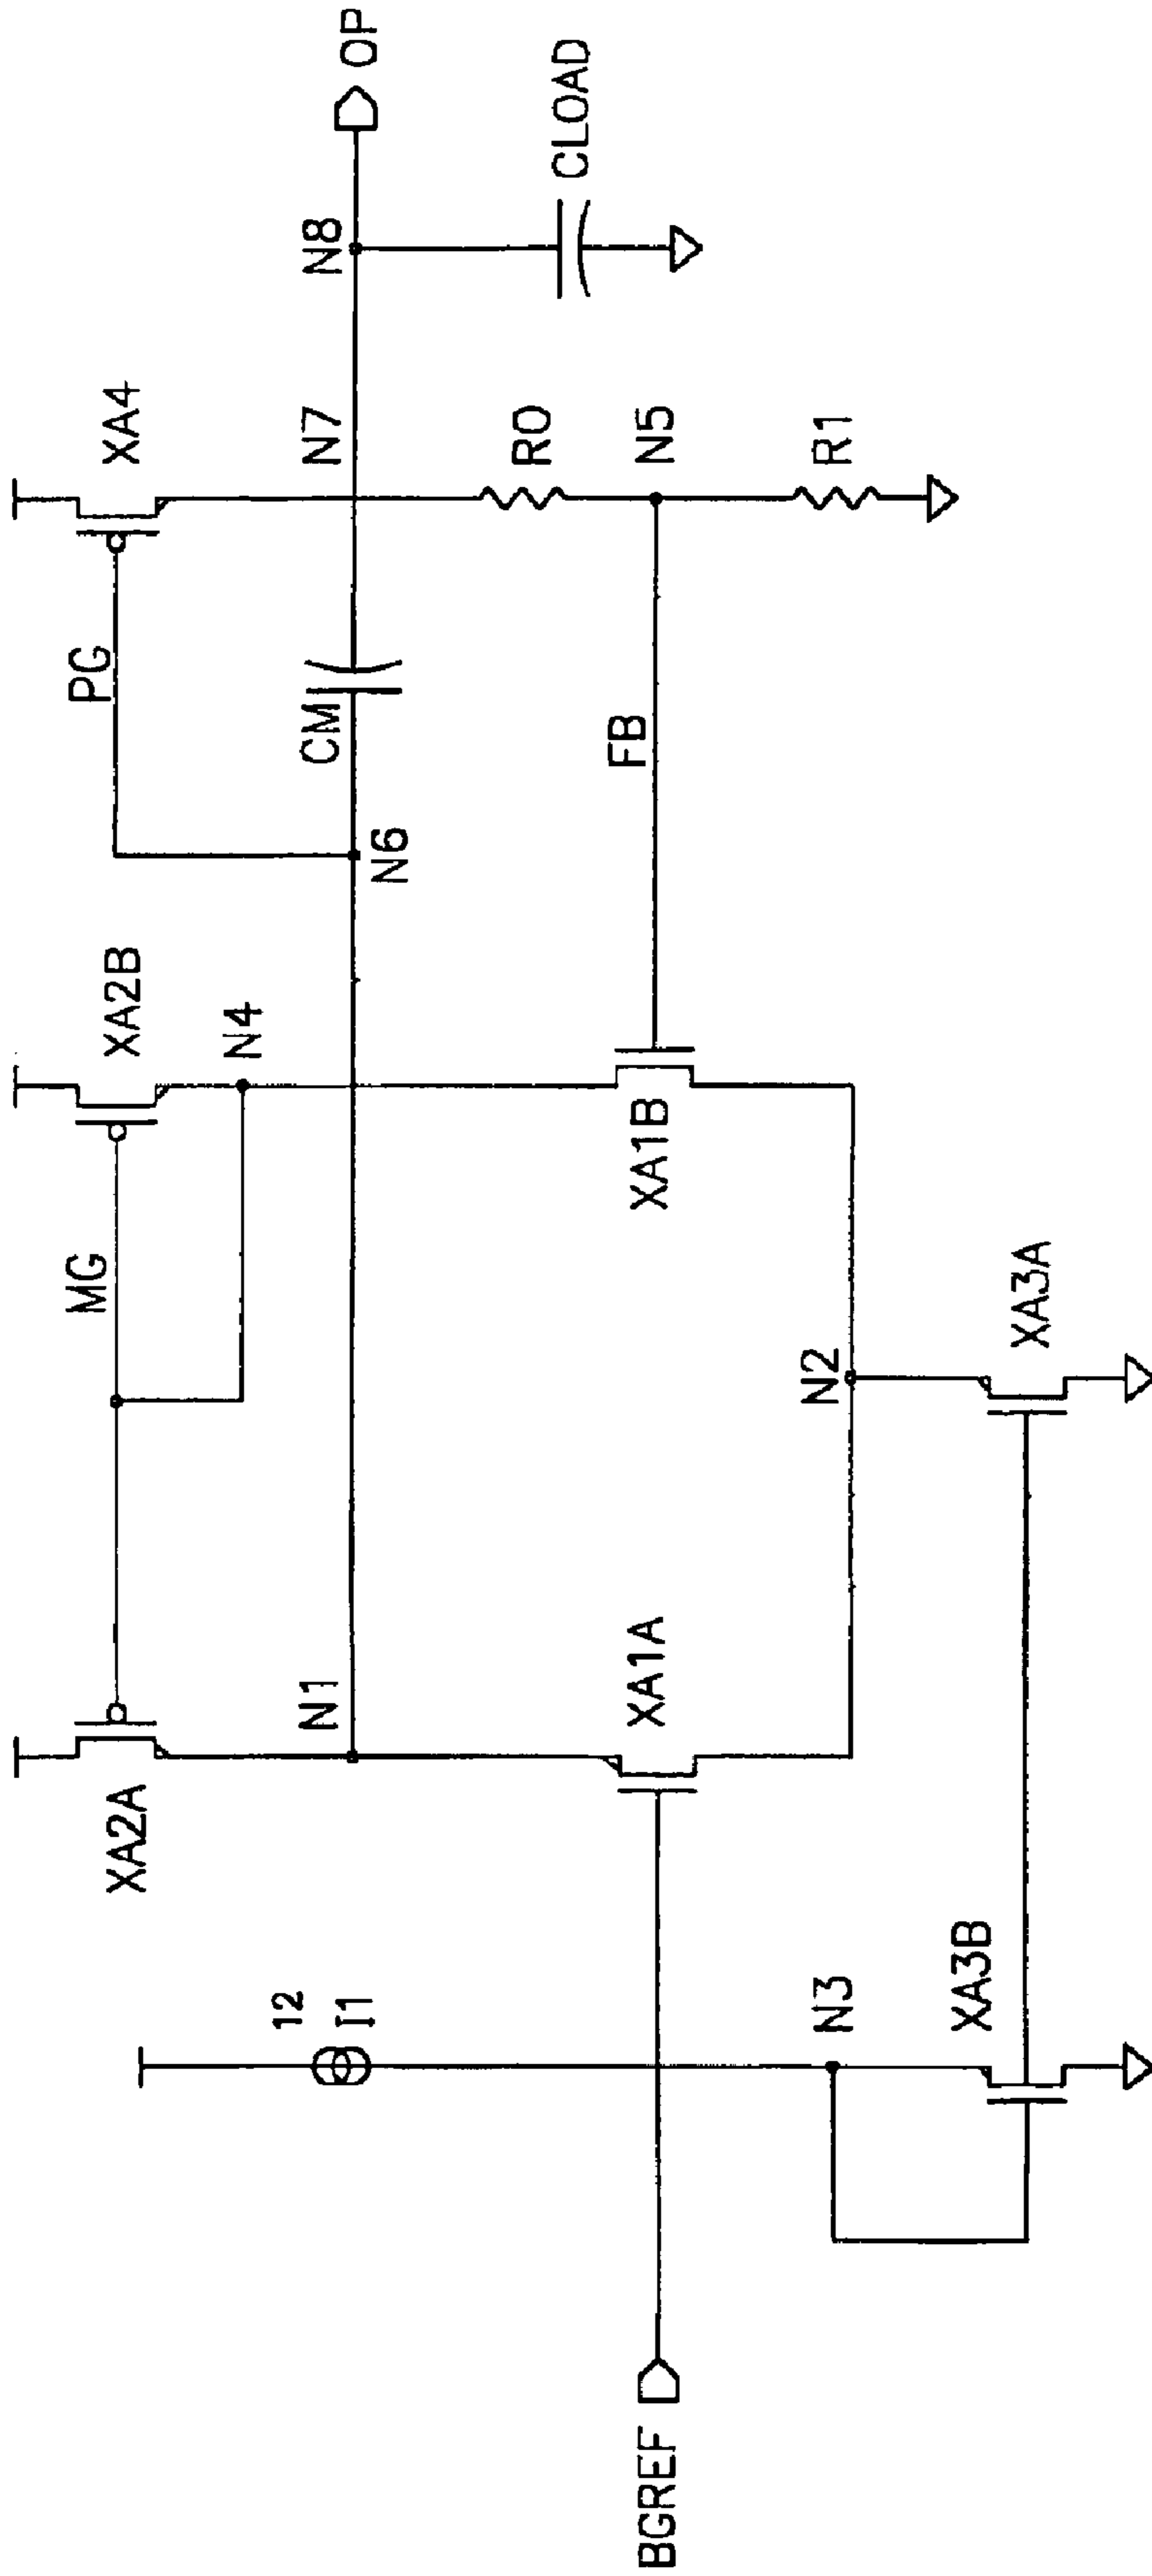 XA2A
MG
XA2B
PG
XA4
12
I1
N1
N4
N6
CM
N7
N8
OP
BGREF
XA1A
XA1B
FB
R0
N5
R1
CLOAD
N3
N2
XA3B
XA3A